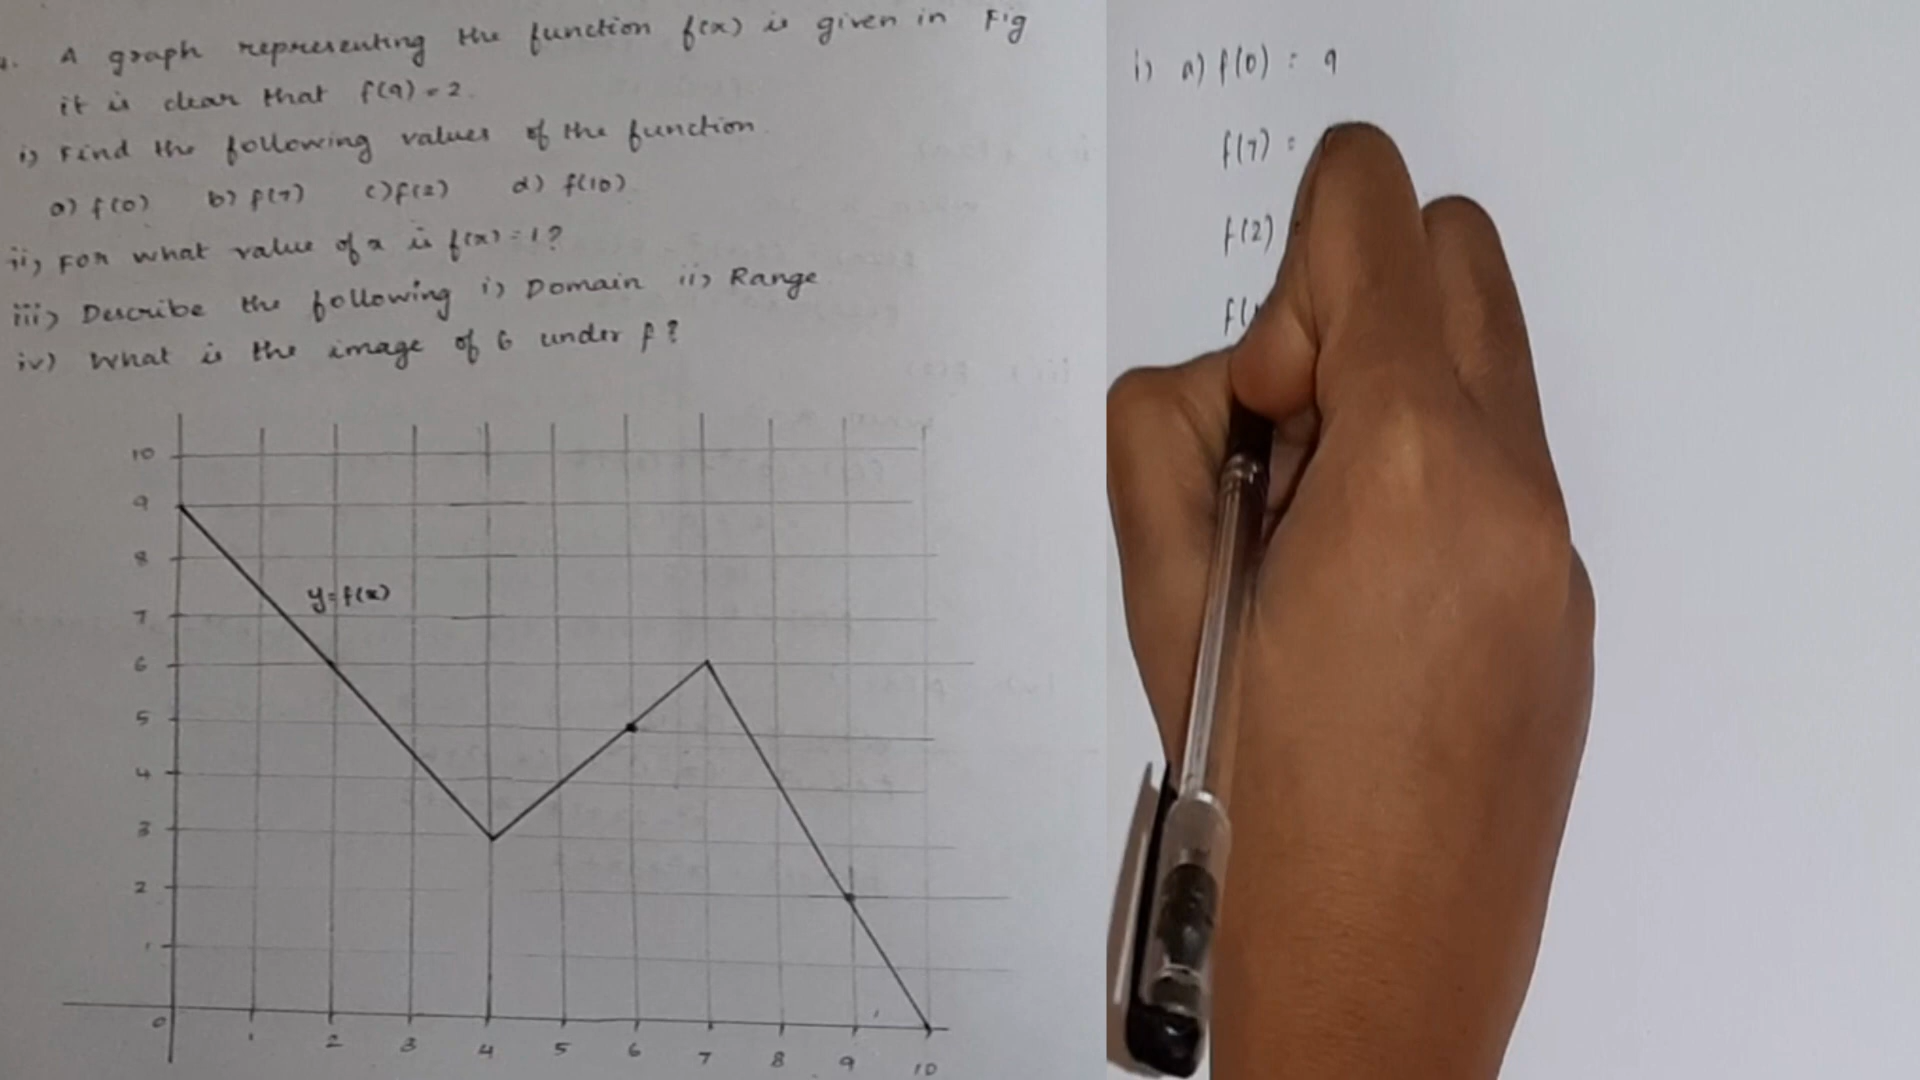 4. A graph representing the function f(x) is given in Fig
it is clear that f(9) = 2.
i) Find the following values of the function.
a) f(0) b) f(7) c) f(2) d) f(10)
ii) For what value of x is f(x) = 1?
iii) Describe the following i) Domain ii) Range
iv) What is the image of 6 under f?
10
9
8
y = f(x)
7
6
5
4
3
2
1
0 1 2 3 4 5 6 7 8 9 10
i) a) f(0) = 9
f(7) =
f(2)